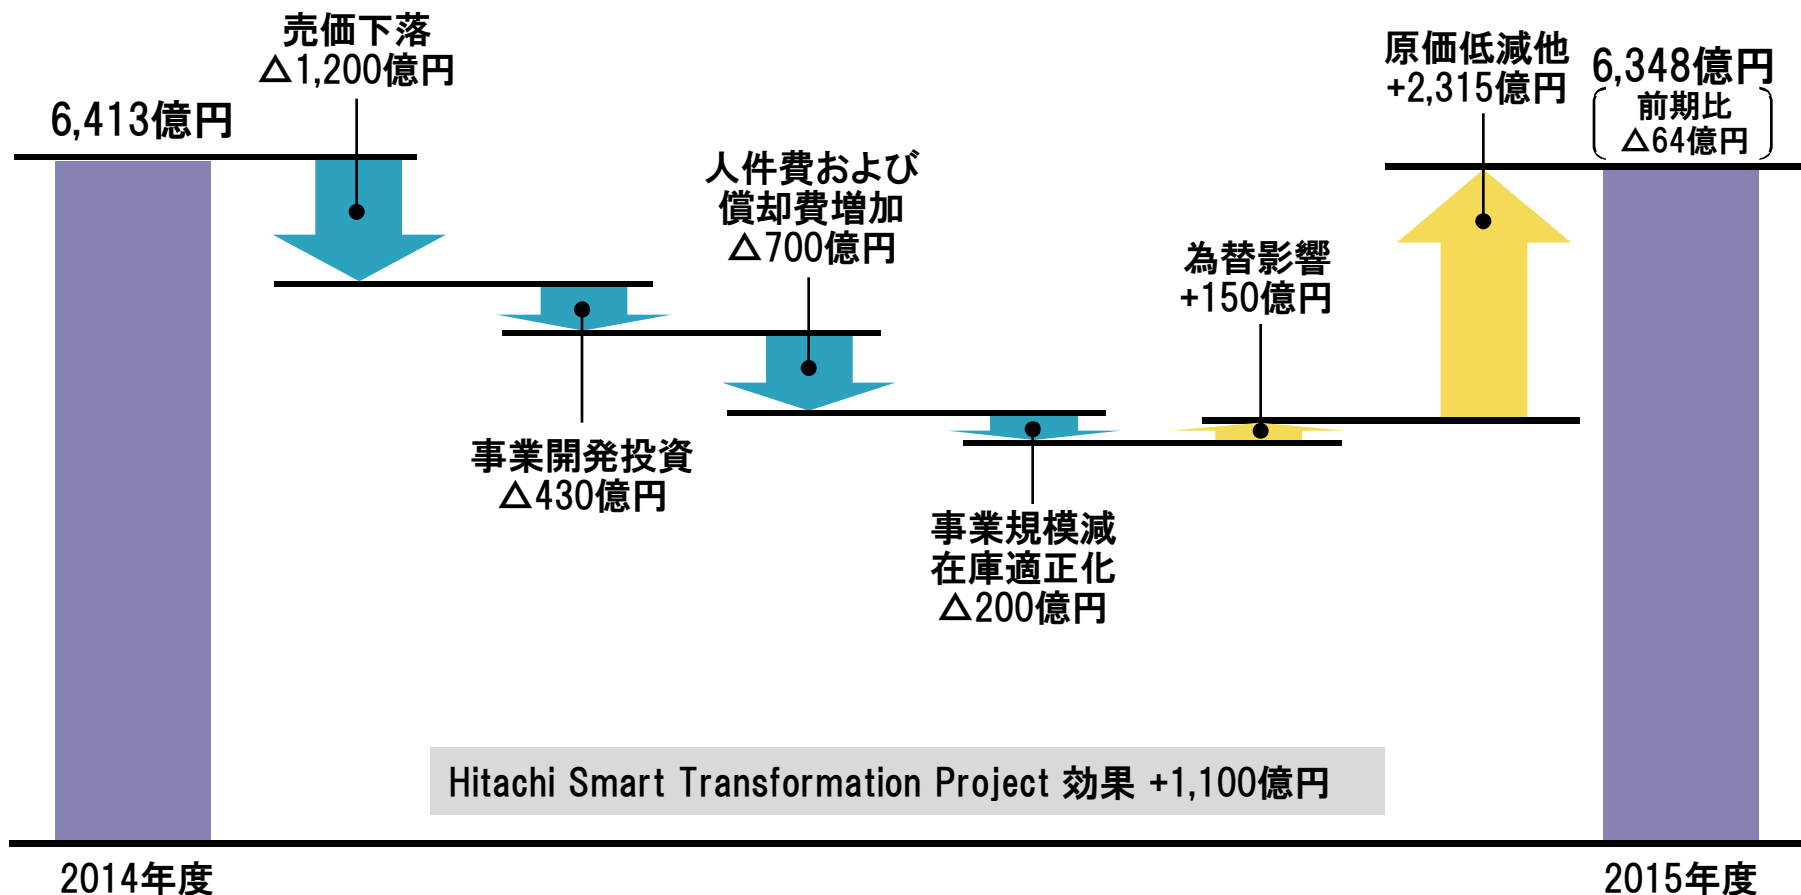 6,413億円
売価下落
△1,200億円
事業開発投資
△430億円
人件費および
償却費増加
△700億円
事業規模減
在庫適正化
△200億円
為替影響
+150億円
原価低減他
+2,315億円
6,348億円
前期比
△64億円
Hitachi Smart Transformation Project 効果 +1,100億円
2014年度
2015年度